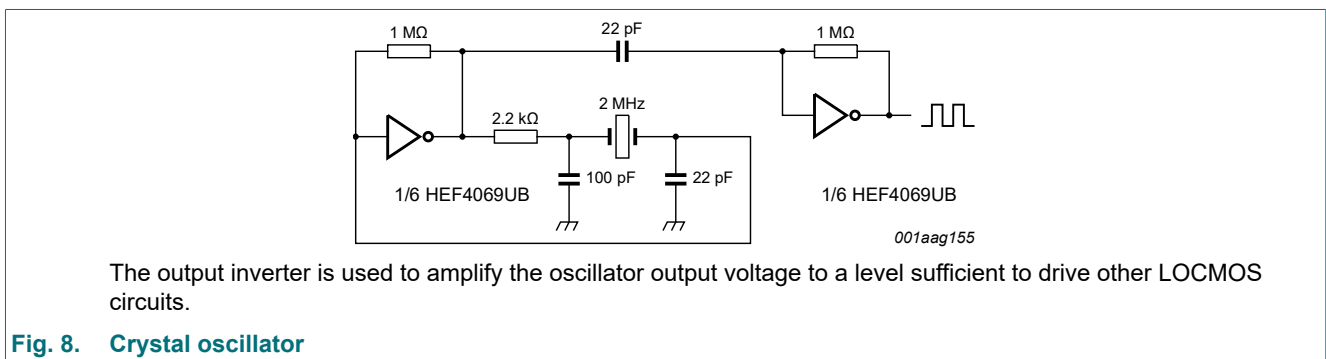 1 MΩ
22 pF
1 MΩ
2 MHz
2.2 kΩ
100 pF
22 pF
1/6 HEF4069UB
1/6 HEF4069UB
001aag155
The output inverter is used to amplify the oscillator output voltage to a level sufficient to drive other LOCMOS
circuits.
Fig. 8. Crystal oscillator